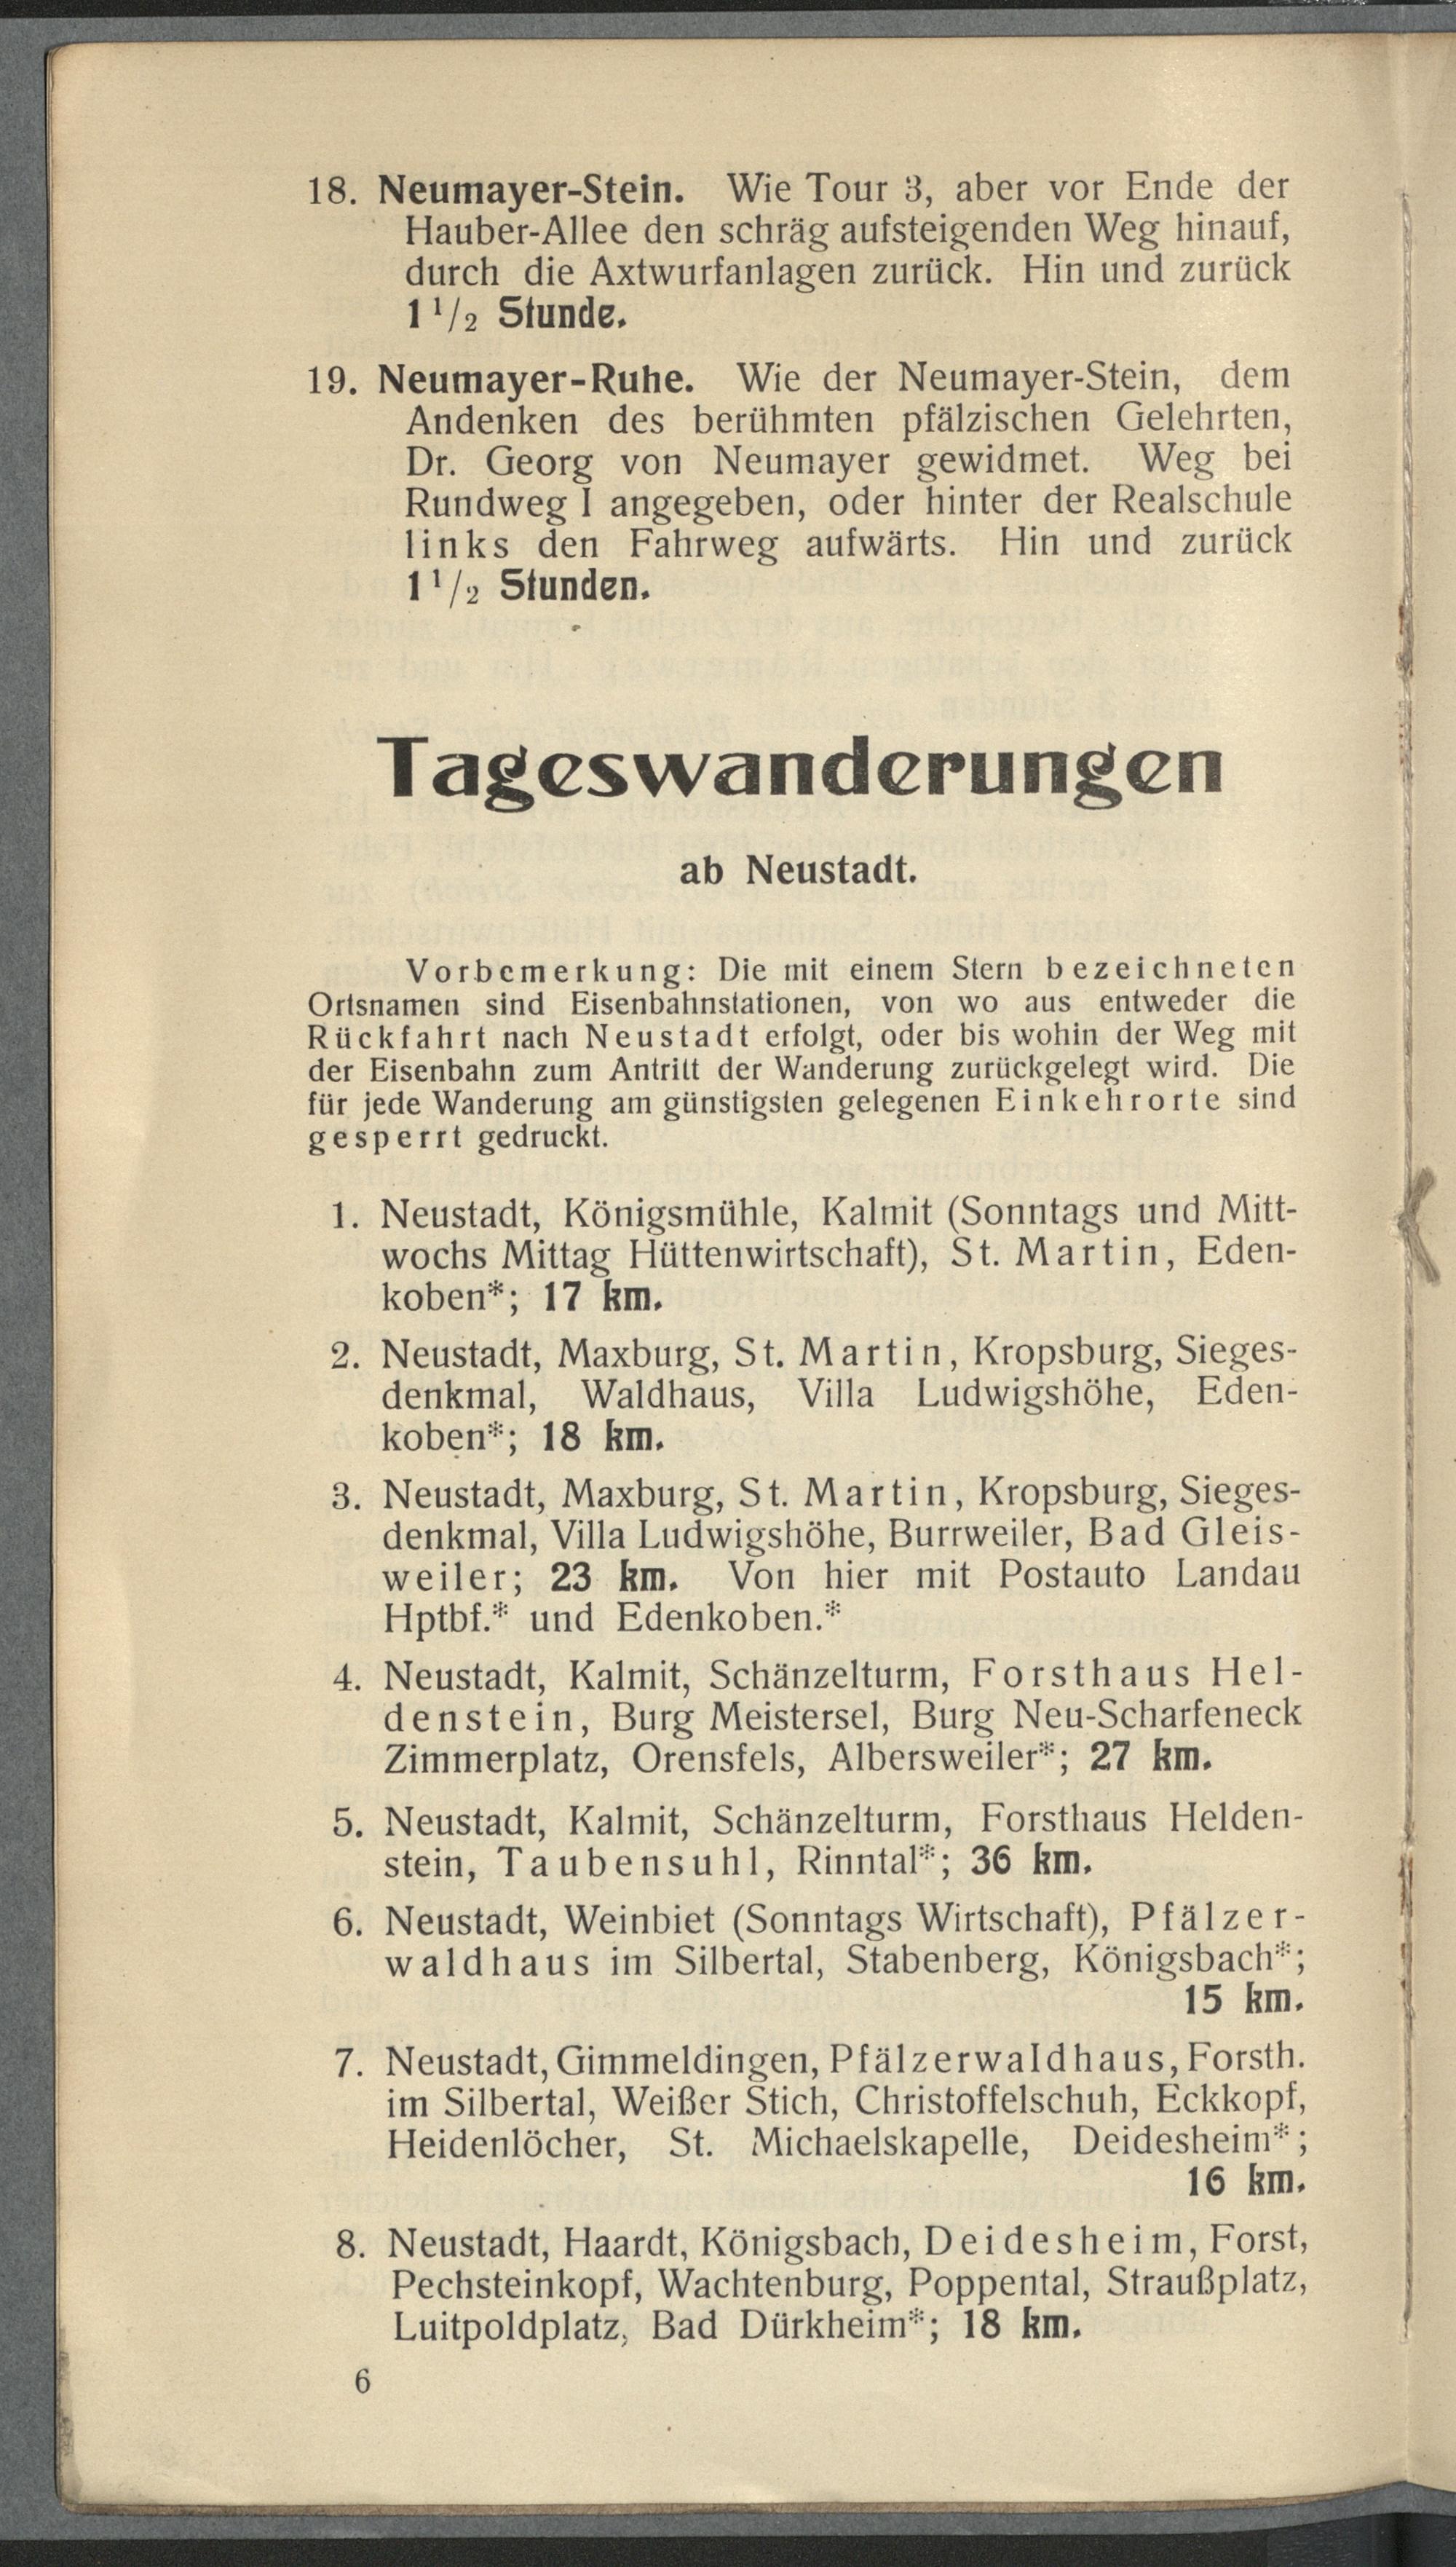 18. Neumayer-Stein. Wie Tour 3, aber vor Ende der
Hauber-Allee den schräg aufsteigenden Weg hinauf,
durch die Axtwurfanlagen zurück. Hin und zurück
1 1/2 Stunde.
19. Neumayer-Ruhe. Wie der Neumayer-Stein, dem
Andenken des berühmten pfälzischen Gelehrten,
Dr. Georg von Neumayer gewidmet. Weg bei
Rundweg I angegeben, oder hinter der Realschule
links den Fahrweg aufwärts. Hin und zurück
1 1/2 Stunden.
Tageswanderungen
ab Neustadt.
Vorbemerkung: Die mit einem Stern bezeichneten
Ortsnamen sind Eisenbahnstationen, von wo aus entweder die
Rückfahrt nach Neustadt erfolgt, oder bis wohin der Weg mit
der Eisenbahn zum Antritt der Wanderung zurückgelegt wird. Die
für jede Wanderung am günstigsten gelegenen Einkehrorte sind
gesperrt gedruckt.
1. Neustadt, Königsmühle, Kalmit (Sonntags und Mitt-
wochs Mittag Hüttenwirtschaft), St. Martin, Eden-
koben*; 17 km.
2. Neustadt, Maxburg, St. Martin, Kropsburg, Sieges-
denkmal, Waldhaus, Villa Ludwigshöhe, Eden-
koben*; 18 km.
3. Neustadt, Maxburg, St. Martin, Kropsburg, Sieges-
denkmal, Villa Ludwigshöhe, Burrweiler, Bad Gleis-
weiler; 23 km. Von hier mit Postauto Landau
Hptbf.* und Edenkoben.*
4. Neustadt, Kalmit, Schänzelturm, Forsthaus Hel-
denstein, Burg Meistersel, Burg Neu-Scharfeneck
Zimmerplatz, Orensfels, Albersweiler*; 27 km.
5. Neustadt, Kalmit, Schänzelturm, Forsthaus Helden-
stein, Taubensuhl, Rinntal*; 36 km.
6. Neustadt, Weinbiet (Sonntags Wirtschaft), Pfälzer-
waldhaus im Silbertal, Stabenberg, Königsbach*;
15 km.
7. Neustadt, Gimmeldingen, Pfälzerwaldhaus, Forsth.
im Silbertal, Weißer Stich, Christoffelschuh, Eckkopf,
Heidenlöcher, St. Michaelskapelle, Deidesheim*;
16 km.
8. Neustadt, Haardt, Königsbach, Deidesheim, Forst,
Pechsteinkopf, Wachtenburg, Poppental, Straußplatz,
Luitpoldplatz, Bad Dürkheim*; 18 km.
6